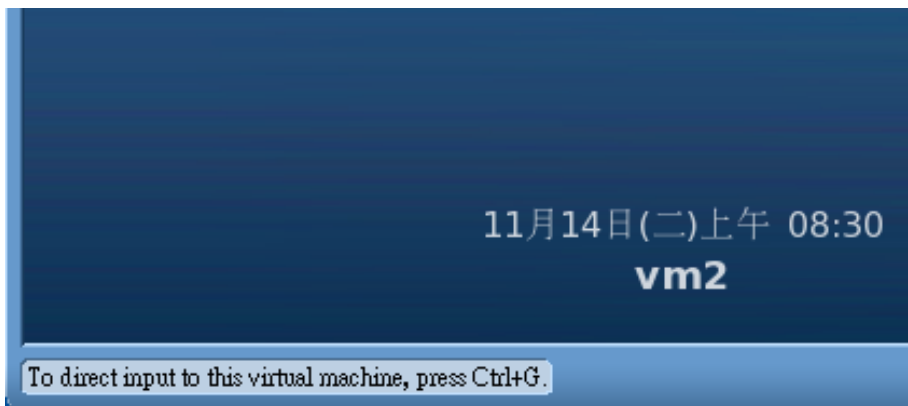 11月14日(二)上午 08:30
vm2
To direct input to this virtual machine, press Ctrl+G.